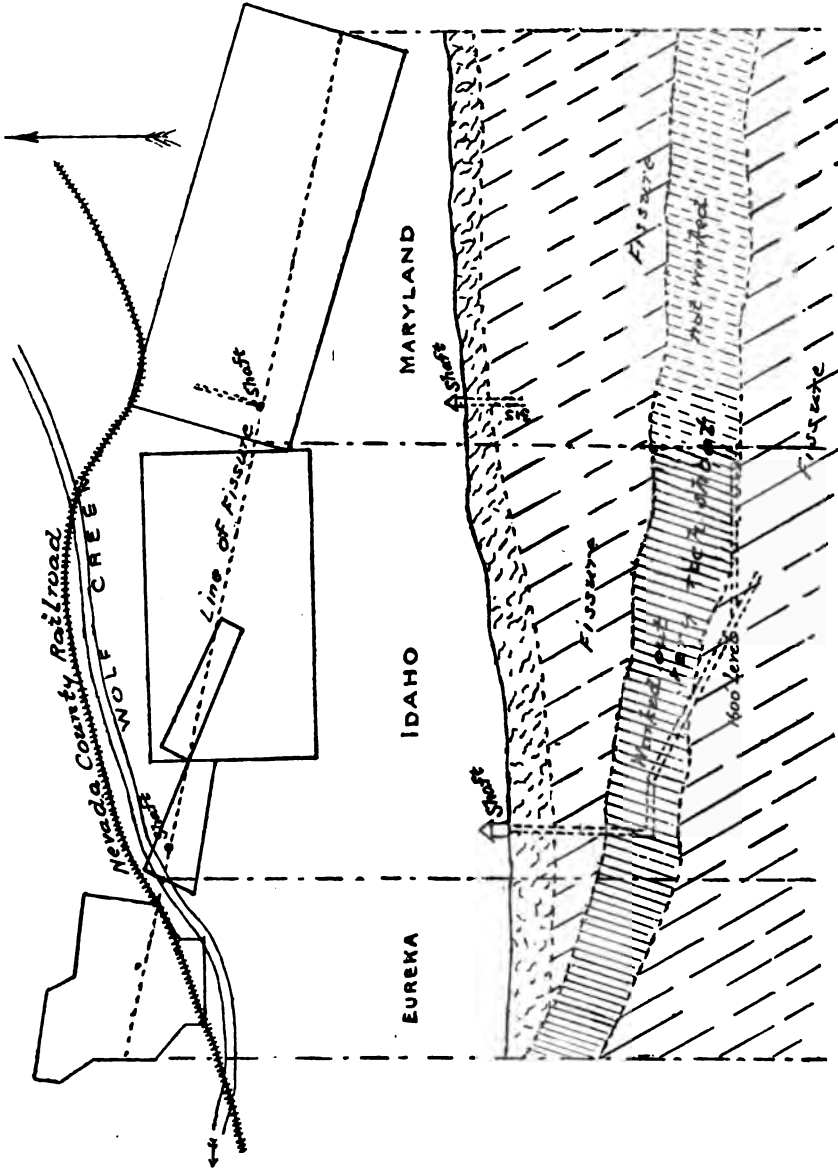 Nevada County Railroad
WOLF CREEK
Shaft
Line of Fissure
Shaft
EUREKA
IDAHO
MARYLAND
Shaft
Shaft
Fissure
Fissure
Worked out
not worked
1600 Level
Fissure